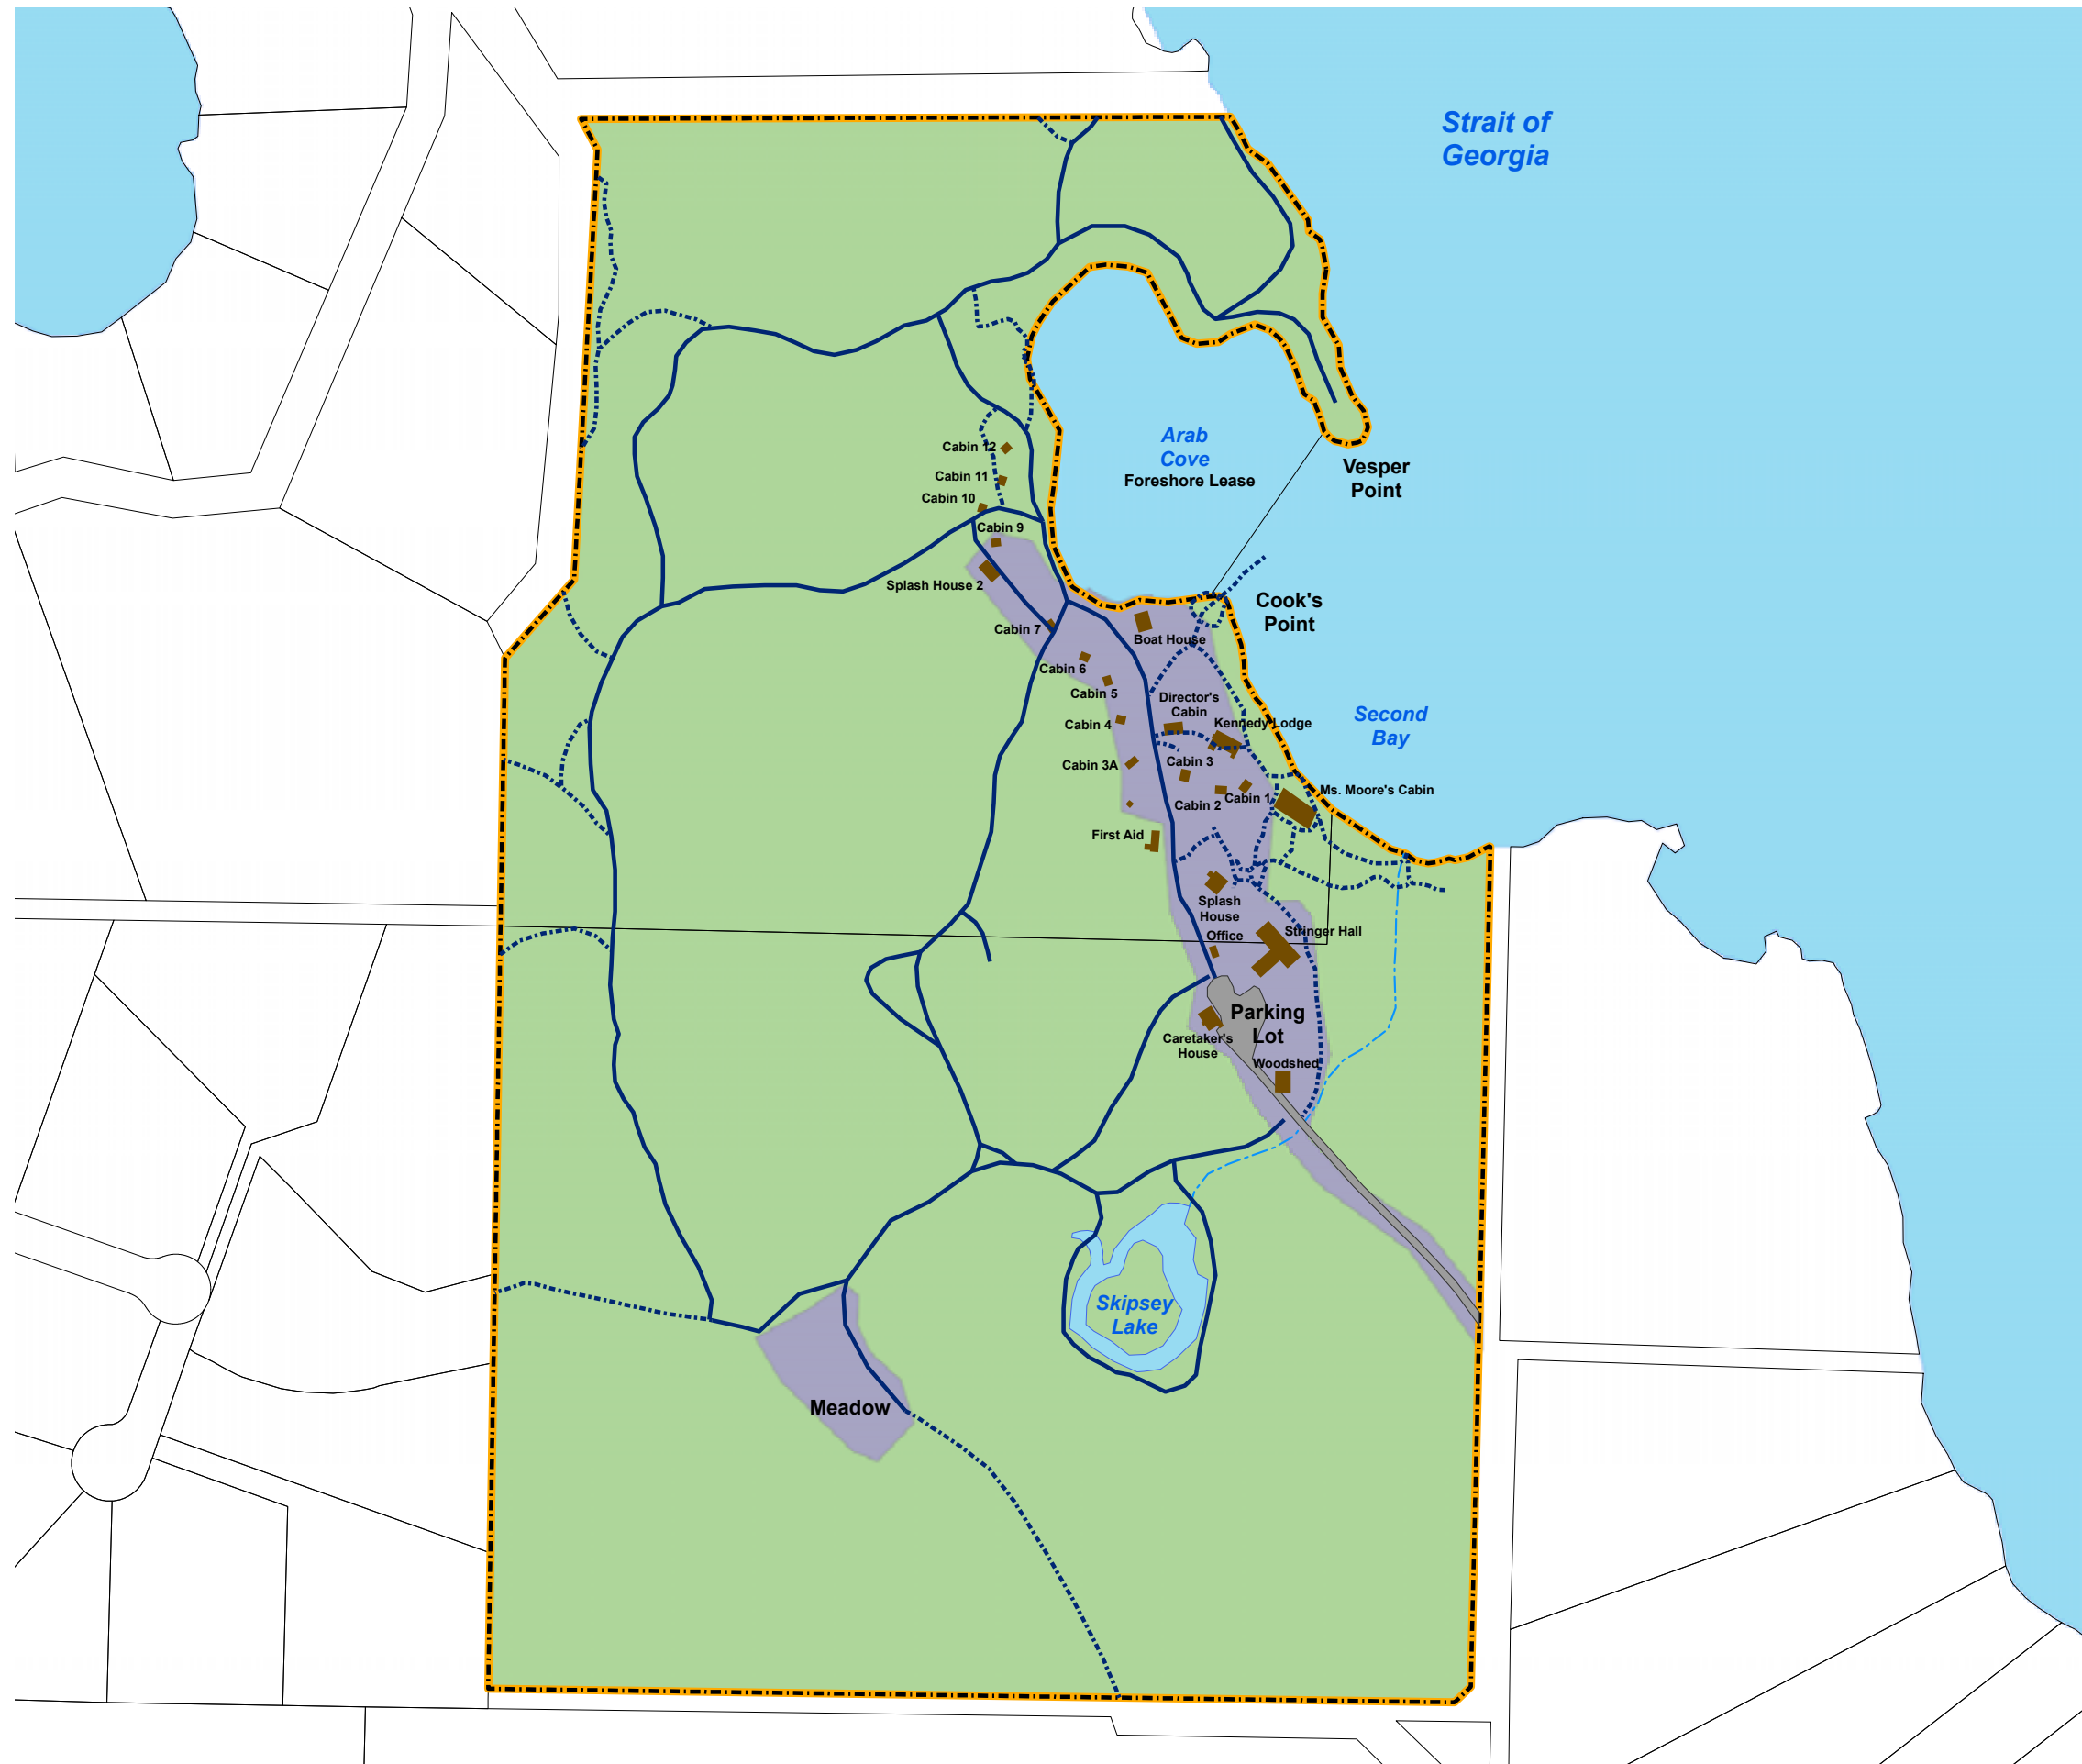 Strait of
Georgia
Arab
Cove
Foreshore Lease
Vesper
Point
Cabin 12
Cabin 11
Cabin 10
Cabin 9
Splash House 2
Cabin 7
Cook's
Point
Boat House
Cabin 6
Cabin 5
Director's
Cabin
Cabin 4
Kennedy Lodge
Second
Bay
Cabin 3A
Cabin 3
Cabin 2
Cabin 1
Ms. Moore's Cabin
First Aid
Splash
House
Office
Stringer Hall
Parking
Lot
Caretaker's
House
Woodshed
Skipsey
Lake
Meadow